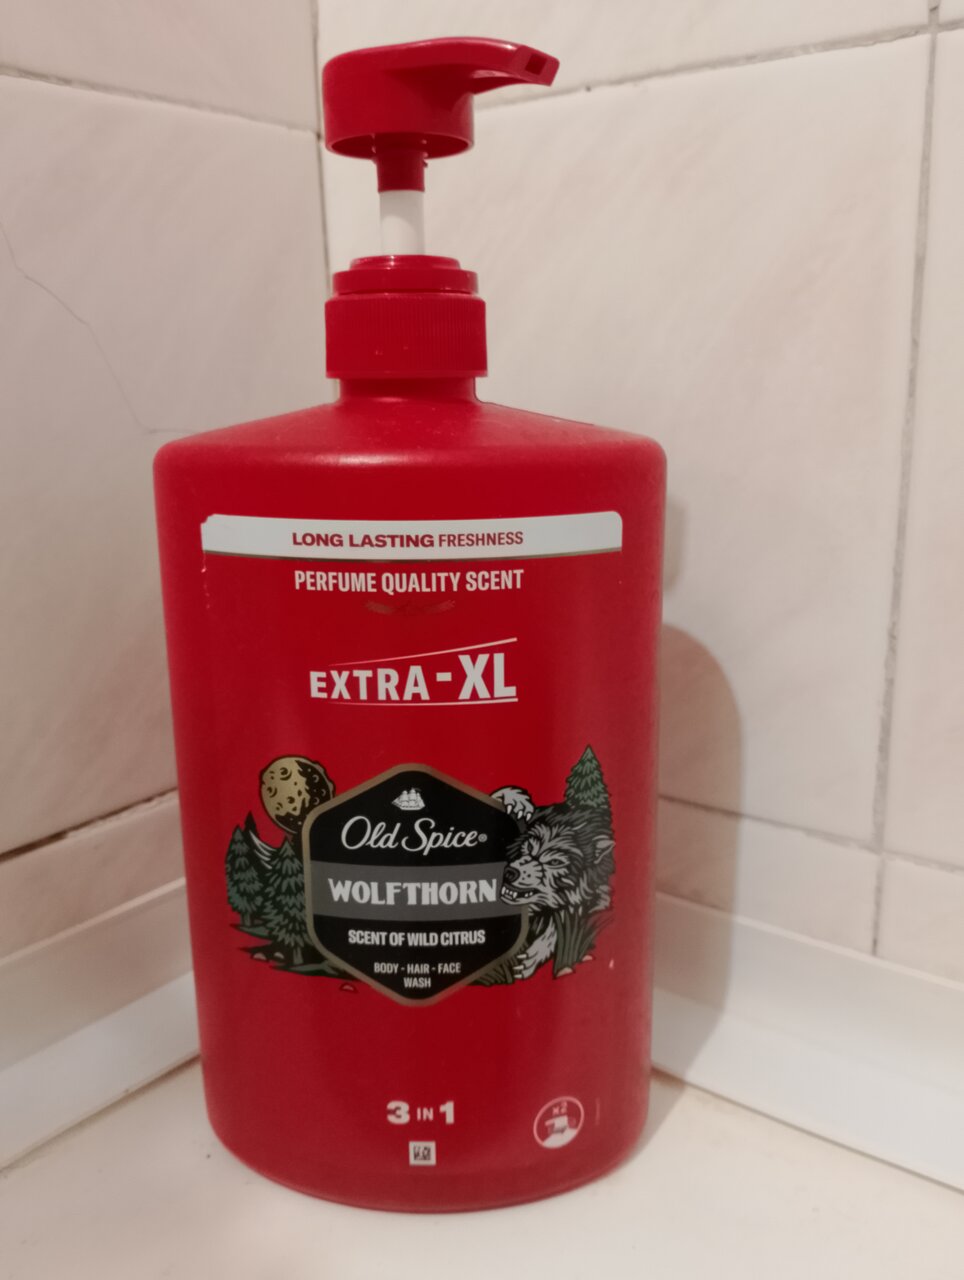 LONG LASTING FRESHNESS
PERFUME QUALITY SCENT
EXTRA-XL
Old Spice®
WOLFTHORN
SCENT OF WILD CITRUS
BODY - HAIR - FACE
WASH
3 IN 1
x2